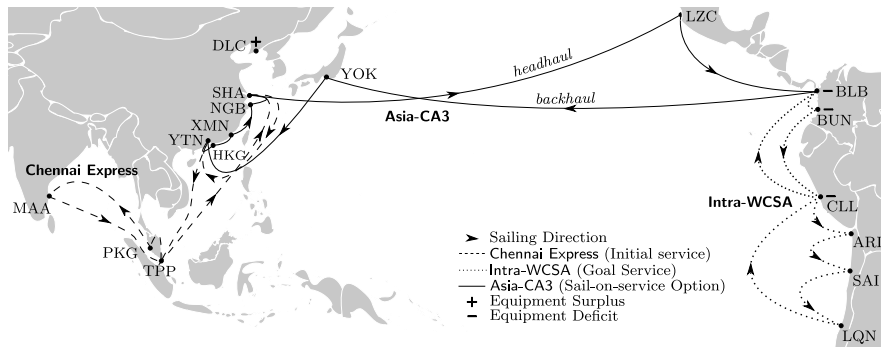 LZC
DLC
YOK
headhaul
SHA
BLB
NGB
backhaul
Asia-CA3
BUN
XMN
YTN
HKG
Chennai Express
Intra-WCSA
CLL
MAA
ARI
Sailing Direction
PKG
Chennai Express (Initial service)
TPP
Intra-WCSA (Goal Service)
SAI
Asia-CA3 (Sail-on-service Option)
+ Equipment Surplus
− Equipment Deficit
LQN